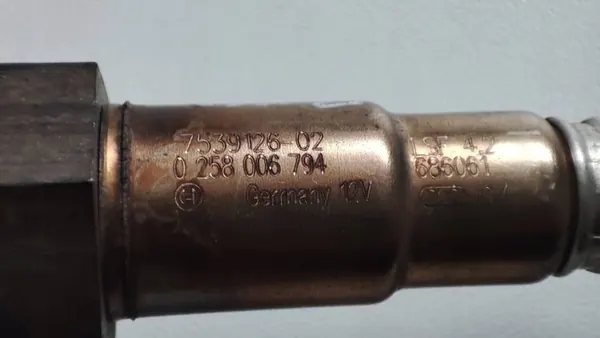 7539126-02
0 258 006 794
Germany 12V
LSF 4.2
686061